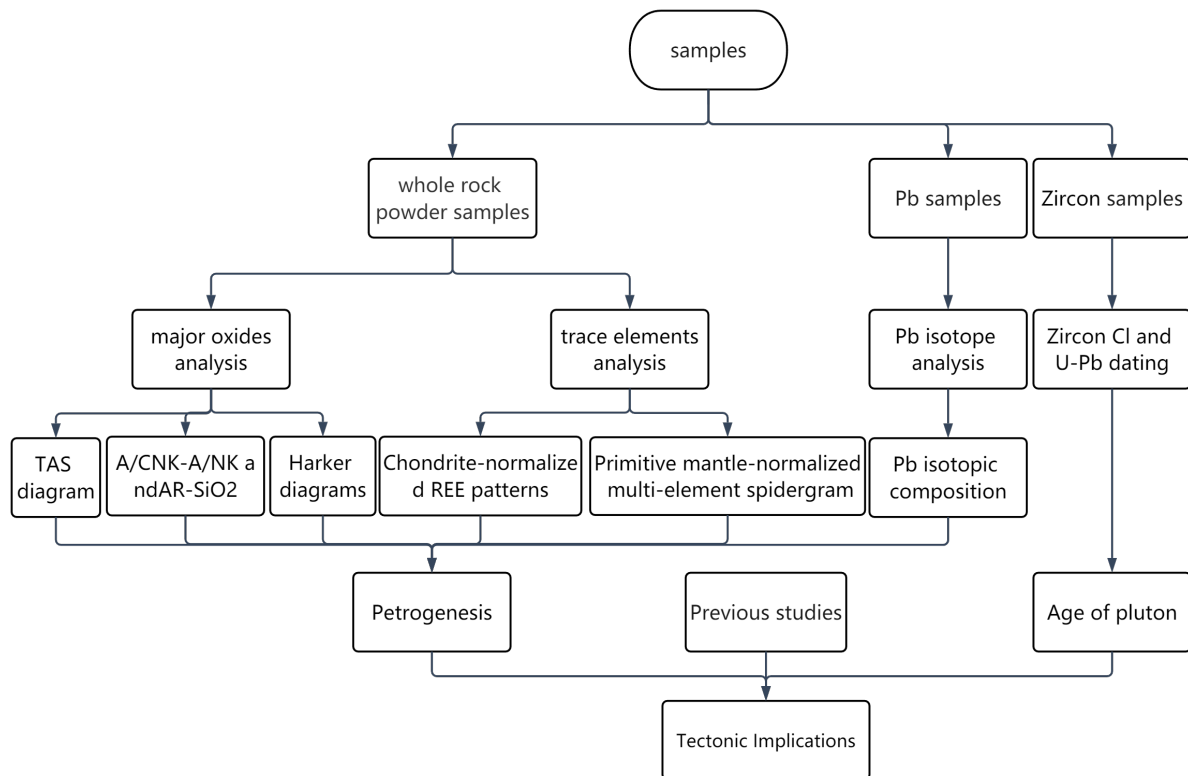 samples
whole rock
powder samples
Pb samples
Zircon samples
major oxides
analysis
trace elements
analysis
Pb isotope
analysis
Zircon Cl and
U-Pb dating
TAS
diagram
A/CNK-A/NK a
ndAR-SiO2
Harker
diagrams
Chondrite-normalize
d REE patterns
Primitive mantle-normalized
multi-element spidergram
Pb isotopic
composition
Petrogenesis
Previous studies
Age of pluton
Tectonic Implications